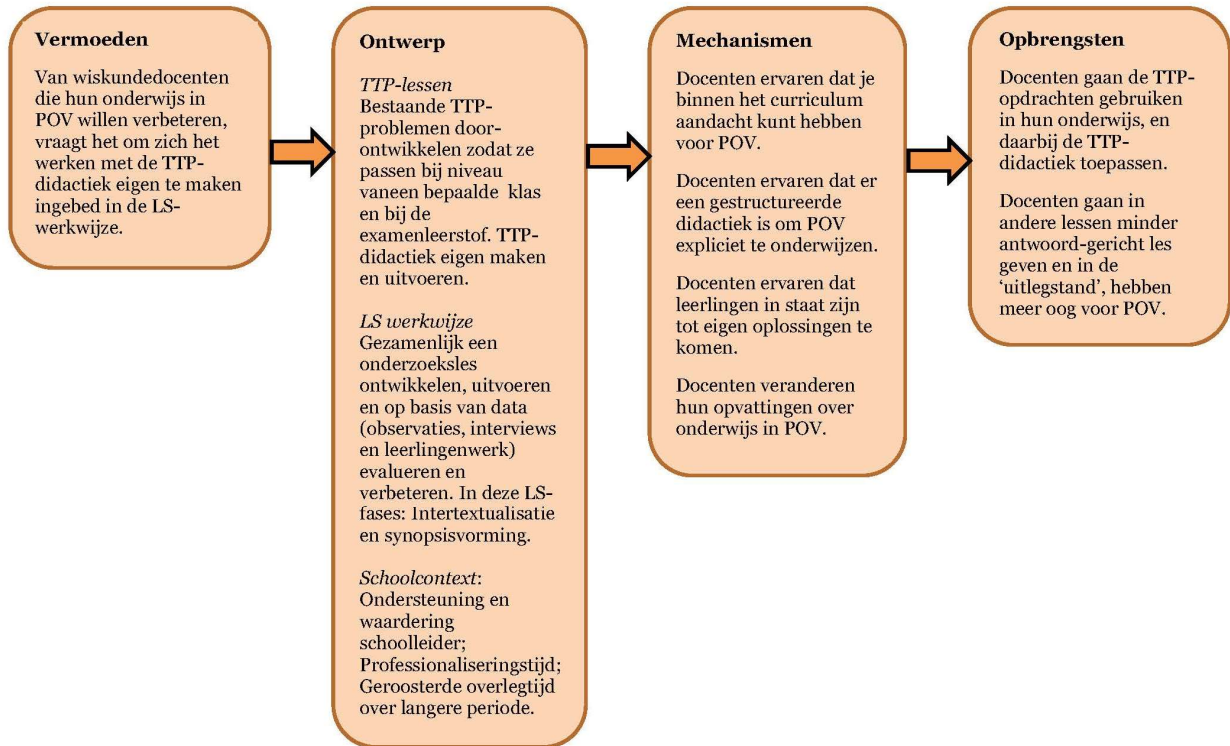 Vermoeden
Van wiskundedocenten
die hun onderwijs in
POV willen verbeteren,
vraagt het om zich het
werken met de TTP-
didactiek eigen te maken
ingebed in de LS-
werkwijze.
Ontwerp
TTP-lessen
Bestaande TTP-
problemen door-
ontwikkelen zodat ze
passen bij niveau
vaneen bepaalde klas
en bij de
examenleerstof. TTP-
didactiek eigen maken
en uitvoeren.
LS werkwijze
Gezamenlijk een
onderzoeksles
ontwikkelen, uitvoeren
en op basis van data
(observaties, interviews
en leerlingenwerk)
evalueren en
verbeteren. In deze LS-
fases: Intertextualisatie
en synopsisvorming.
Schoolcontext:
Ondersteuning en
waardering
schoolleider;
Professionaliseringstijd;
Geroosterde overlegtijd
over langere periode.
Mechanismen
Docenten ervaren dat je
binnen het curriculum
aandacht kunt hebben
voor POV.
Docenten ervaren dat er
een gestructureerde
didactiek is om POV
expliciet te onderwijzen.
Docenten ervaren dat
leerlingen in staat zijn
tot eigen oplossingen te
komen.
Docenten veranderen
hun opvattingen over
onderwijs in POV.
Opbrengsten
Docenten gaan de TTP-
opdrachten gebruiken
in hun onderwijs, en
daarbij de TTP-
didactiek toepassen.
Docenten gaan in
andere lessen minder
antwoord-gericht les
geven en in de
‘uitlegstand’, hebben
meer oog voor POV.